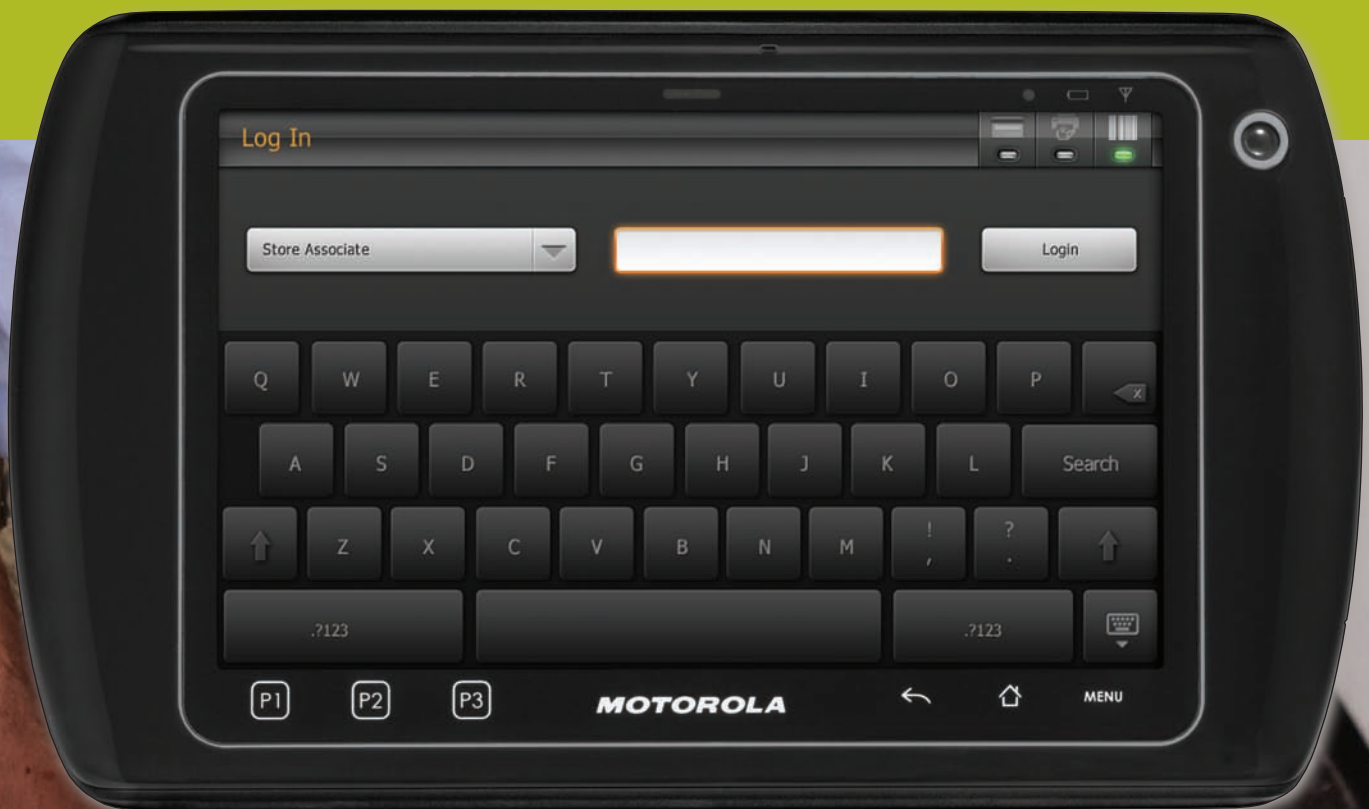 Log In
Store Associate
Login
Q W E R T Y U I O P X
A S D F G H J K L Search
Z X C V B N M ! , ? .
.?123 .?123
P1 P2 P3 MOTOROLA MENU